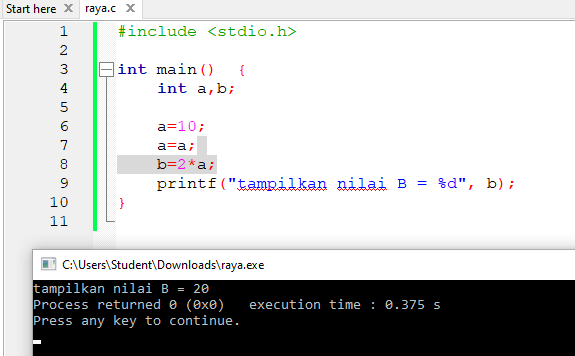 Start here X raya.c X
1 #include <stdio.h>
2
3 int main()  {
4     int a,b;
5
6     a=10;
7     a=a;
8     b=2*a;
9     printf("tampilkan nilai B = %d", b);
10 }
11
C:\Users\Student\Downloads\raya.exe
tampilkan nilai B = 20
Process returned 0 (0x0)   execution time : 0.375 s
Press any key to continue.